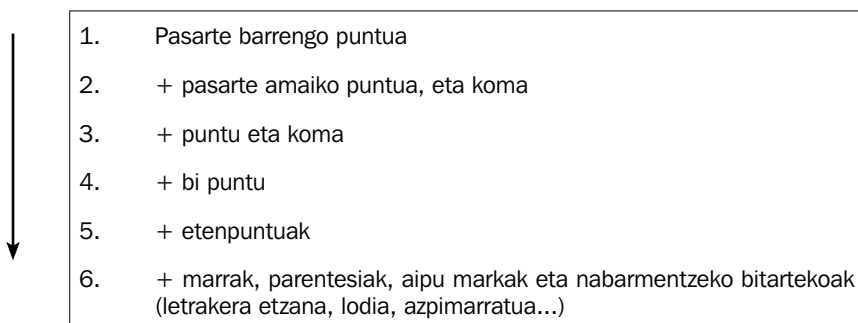 1. Pasarte barrengo puntua
2. + pasarte amaiko puntua, eta koma
3. + puntu eta koma
4. + bi puntu
5. + etenpuntuak
6. + marrak, parentesiak, aipu markak eta nabarmentzeko bitartekoak
(letrakera etzana, lodia, azpimarratua...)